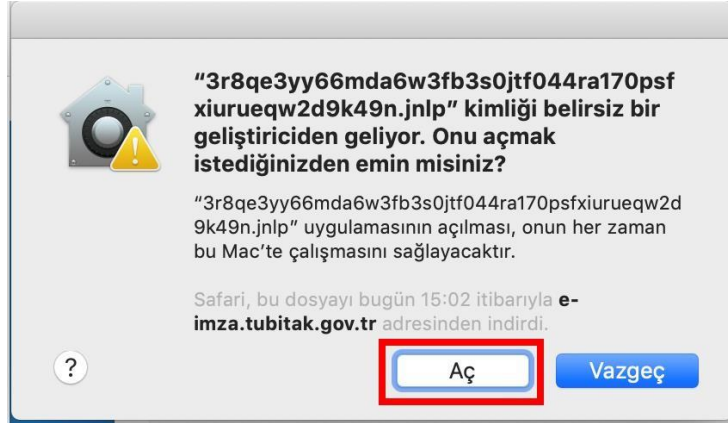 “3r8qe3yy66mda6w3fb3s0jtf044ra170psf
xiurueqw2d9k49n.jnlp” kimliği belirsiz bir
geliştiriciden geliyor. Onu açmak
istediğinizden emin misiniz?
“3r8qe3yy66mda6w3fb3s0jtf044ra170psfxiurueqw2d
9k49n.jnlp” uygulamasının açılması, onun her zaman
bu Mac’te çalışmasını sağlayacaktır.
Safari, bu dosyayı bugün 15:02 itibarıyla e-
imza.tubitak.gov.tr adresinden indirdi.
?
Aç
Vazgeç